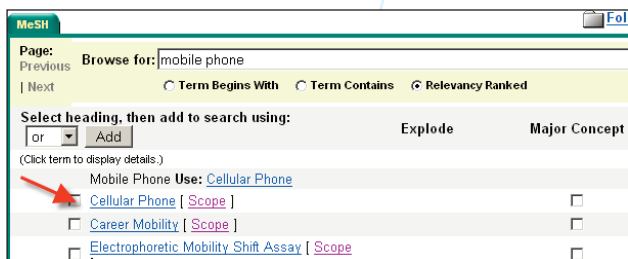 MeSH
Fol
Page:
Previous
| Next
Browse for: mobile phone
Term Begins With Term Contains Relevancy Ranked
Select heading, then add to search using:
or Add
Explode Major Concept
(Click term to display details.)
Mobile Phone Use: Cellular Phone
Cellular Phone [ Scope ]
Career Mobility [ Scope ]
Electrophoretic Mobility Shift Assay [ Scope